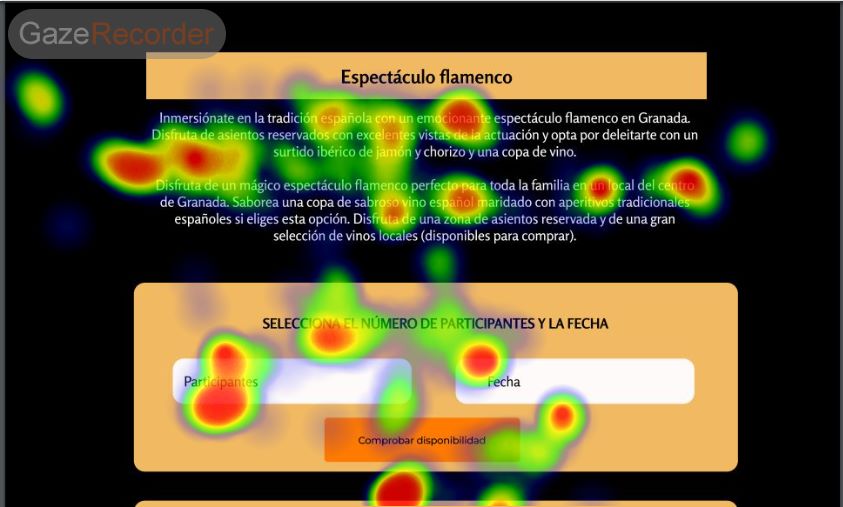 GazeRecorder
Espectáculo flamenco
Inmersiónate en la tradición española con un emocionante espectáculo flamenco en Granada.
Disfruta de asientos reservados con excelentes vistas de la actuación y opta por deleitarte con un
surtido ibérico de jamón y chorizo y una copa de vino.
Disfruta de un mágico espectáculo flamenco perfecto para toda la familia en un local del centro
de Granada. Saborea una copa de sabroso vino español maridado con aperitivos tradicionales
españoles si eliges esta opción. Disfruta de una zona de asientos reservada y de una gran
selección de vinos locales (disponibles para comprar).
SELECCIONA EL NÚMERO DE PARTICIPANTES Y LA FECHA
Participantes
Fecha
Comprobar disponibilidad